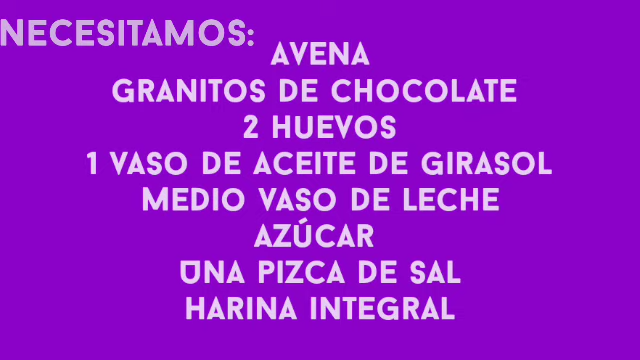 NECESITAMOS:
AVENA
GRANITOS DE CHOCOLATE
2 HUEVOS
1 VASO DE ACEITE DE GIRASOL
MEDIO VASO DE LECHE
AZÚCAR
UNA PIZCA DE SAL
HARINA INTEGRAL